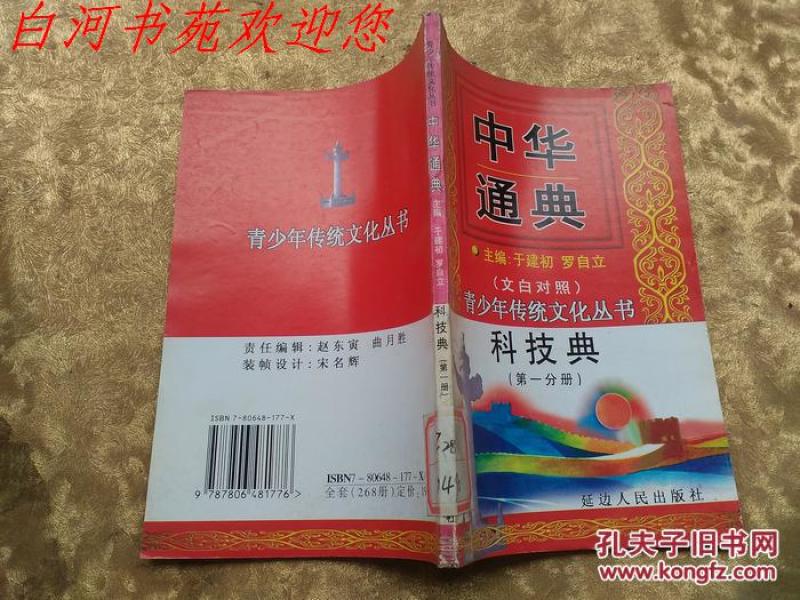 白河书苑欢迎您
青少年传统文化丛书
责任编辑：赵东寅 曲月胜
装帧设计：宋名辉
ISBN 7-80648-177-X
9 787806 481776 >
ISBN7－80648－177－X
全套(268册)定价：
青少年传统文化丛书
中华通典
主编
于建初
罗自立
科技典
(第一册)
中华
通典
主编：于建初 罗自立
(文白对照)
青少年传统文化丛书
科技典
(第一分册)
延边人民出版社
孔夫子旧书网
www.kongfz.com